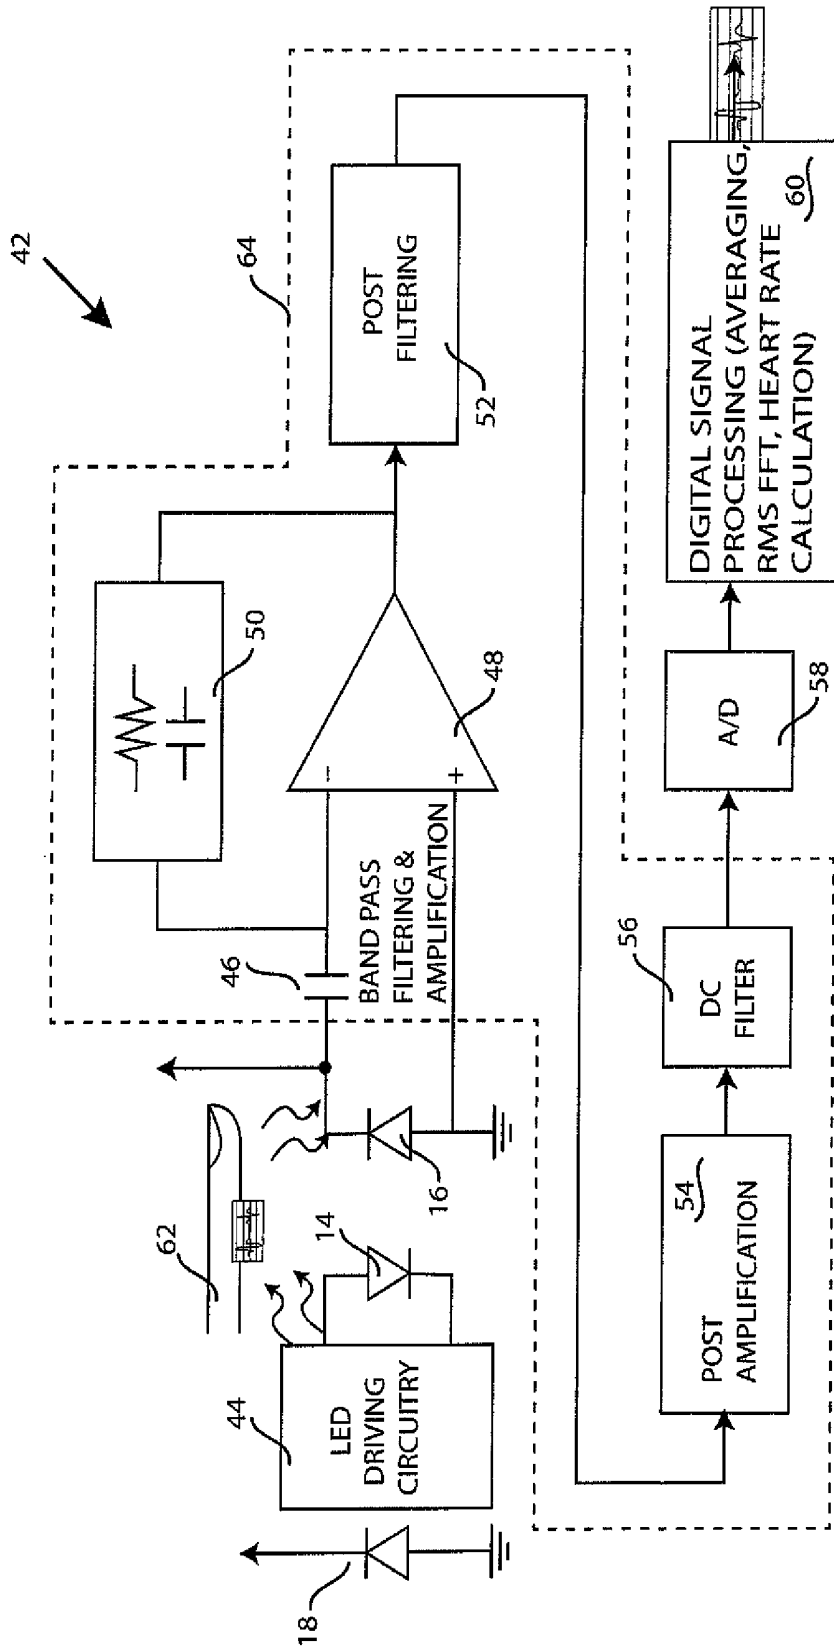 42
64
50
POST
FILTERING
52
46
48
−
+
BAND PASS
FILTERING &
AMPLIFICATION
62
16
14
44
LED
DRIVING
CIRCUITRY
18
54
POST
AMPLIFICATION
56
DC
FILTER
A/D
58
DIGITAL SIGNAL
PROCESSING (AVERAGING,
RMS FFT, HEART RATE
CALCULATION)
60